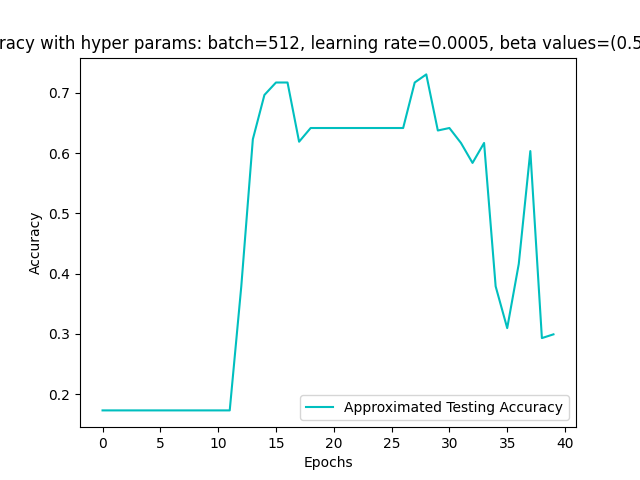 racy with hyper params: batch=512, learning rate=0.0005, beta values=(0.5
0.7
0.6
0.5
0.4
0.3
0.2
Accuracy
Approximated Testing Accuracy
0 5 10 15 20 25 30 35 40
Epochs